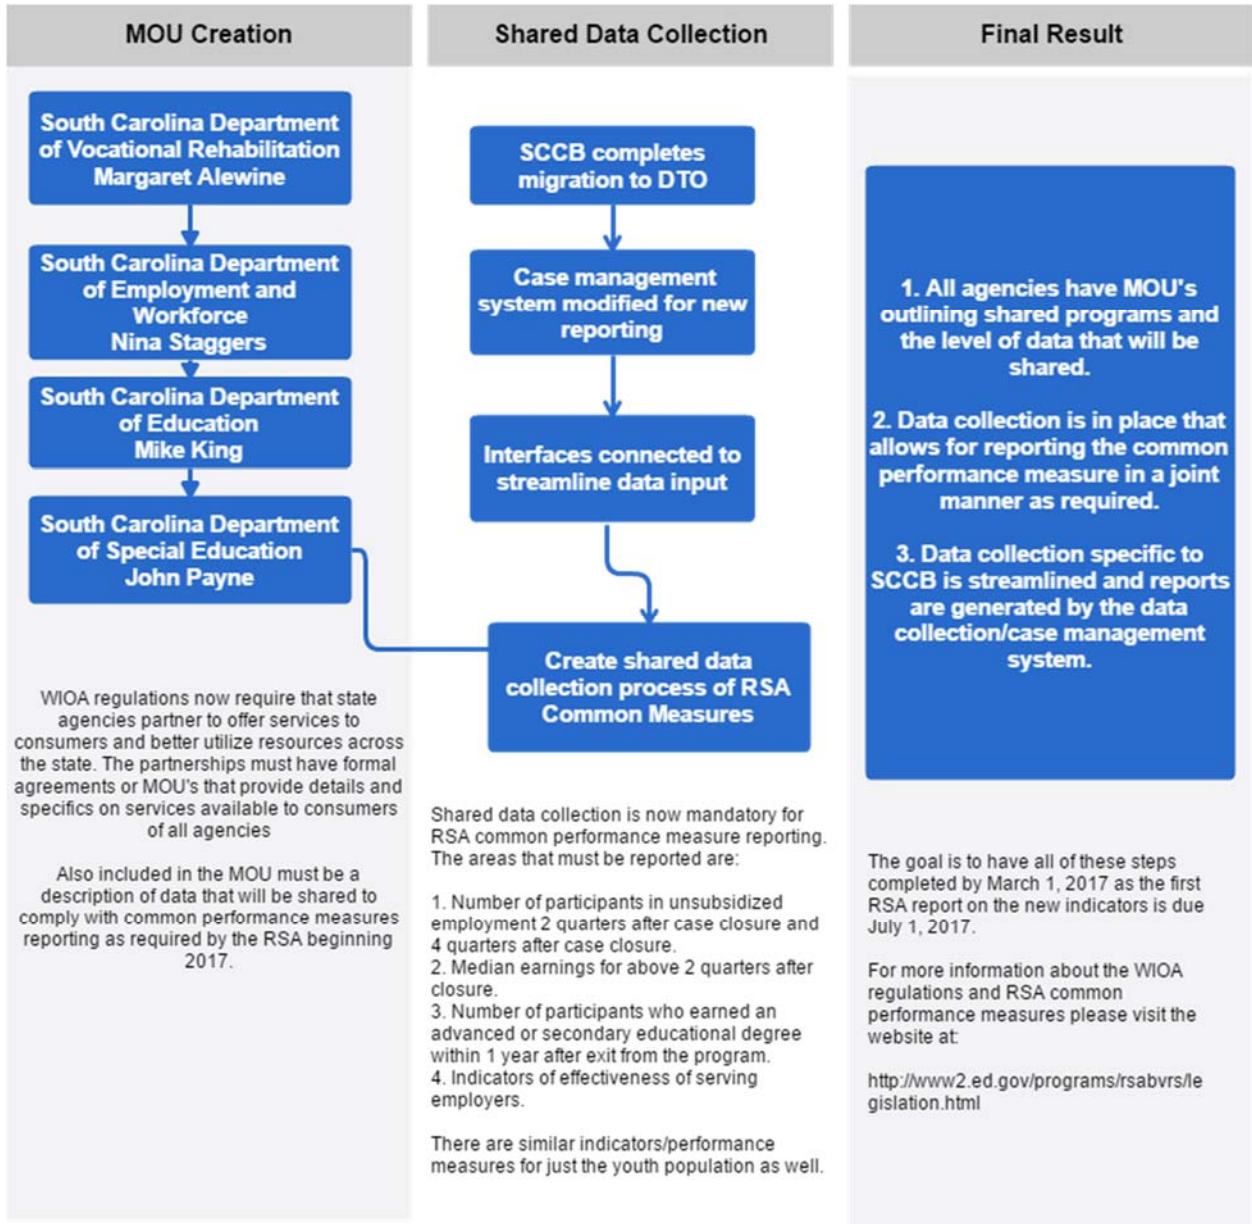 MOU Creation
South Carolina Department
of Vocational Rehabilitation
Margaret Alewine
South Carolina Department
of Employment and
Workforce
Nina Staggers
South Carolina Department
of Education
Mike King
South Carolina Department
of Special Education
John Payne
WIOA regulations now require that state
agencies partner to offer services to
consumers and better utilize resources across
the state. The partnerships must have formal
agreements or MOU's that provide details and
specifics on services available to consumers
of all agencies
Also included in the MOU must be a
description of data that will be shared to
comply with common performance measures
reporting as required by the RSA beginning
2017.
Shared Data Collection
SCCB completes
migration to DTO
Case management
system modified for new
reporting
Interfaces connected to
streamline data input
Create shared data
collection process of RSA
Common Measures
Shared data collection is now mandatory for
RSA common performance measure reporting.
The areas that must be reported are:
1. Number of participants in unsubsidized
employment 2 quarters after case closure and
4 quarters after case closure.
2. Median earnings for above 2 quarters after
closure.
3. Number of participants who earned an
advanced or secondary educational degree
within 1 year after exit from the program.
4. Indicators of effectiveness of serving
employers.
There are similar indicators/performance
measures for just the youth population as well.
Final Result
1. All agencies have MOU's
outlining shared programs and
the level of data that will be
shared.
2. Data collection is in place that
allows for reporting the common
performance measure in a joint
manner as required.
3. Data collection specific to
SCCB is streamlined and reports
are generated by the data
collection/case management
system.
The goal is to have all of these steps
completed by March 1, 2017 as the first
RSA report on the new indicators is due
July 1, 2017.
For more information about the WIOA
regulations and RSA common
performance measures please visit the
website at:
http://www2.ed.gov/programs/rsabvrs/le
gislation.html